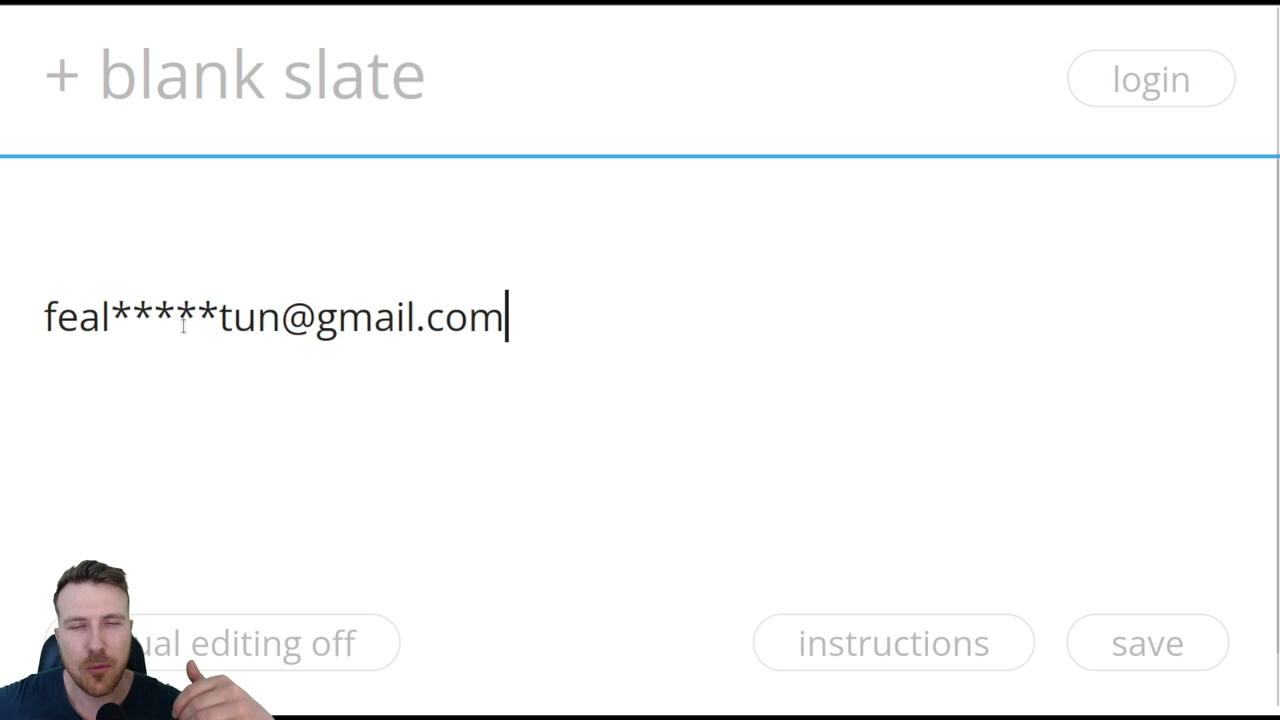 + blank slate
login
feal*****tun@gmail.com
ual editing off
instructions
save